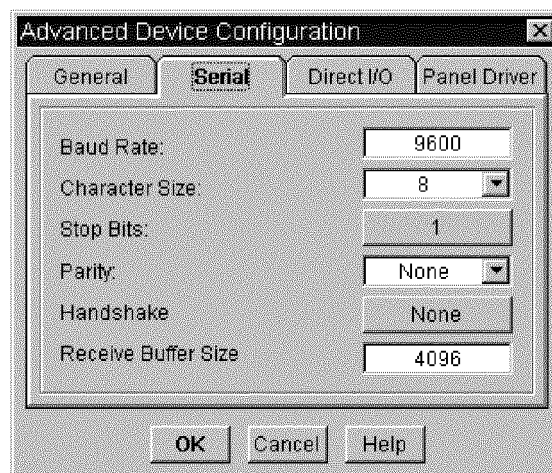 Advanced Device Configuration
General Serial Direct I/O Panel Driver
Baud Rate: 9600
Character Size: 8
Stop Bits: 1
Parity: None
Handshake None
Receive Buffer Size 4096
OK Cancel Help